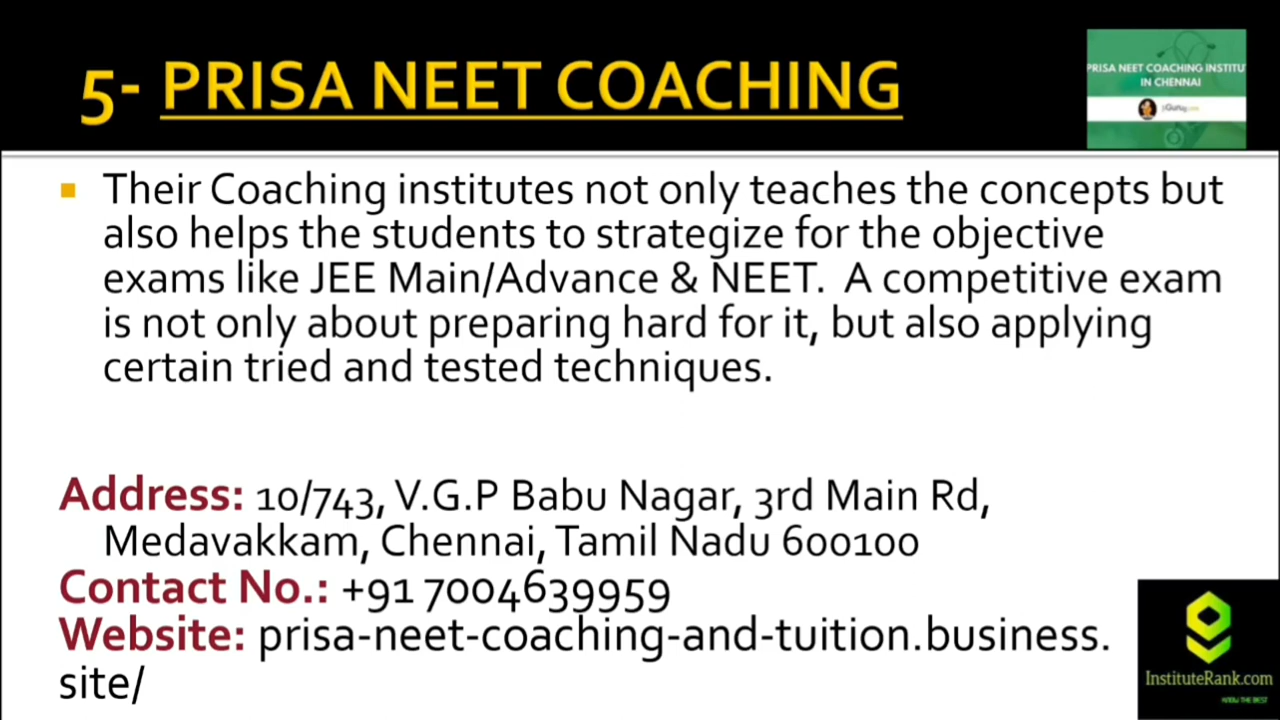 5- PRISA NEET COACHING
PRISA NEET COACHING INSTITU
IN CHENNAI
Their Coaching institutes not only teaches the concepts but
also helps the students to strategize for the objective
exams like JEE Main/Advance & NEET. A competitive exam
is not only about preparing hard for it, but also applying
certain tried and tested techniques.
Address: 10/743, V.G.P Babu Nagar, 3rd Main Rd,
Medavakkam, Chennai, Tamil Nadu 600100
Contact No.: +91 7004639959
Website: prisa-neet-coaching-and-tuition.business.
site/
InstituteRank.com
KNOW THE BEST